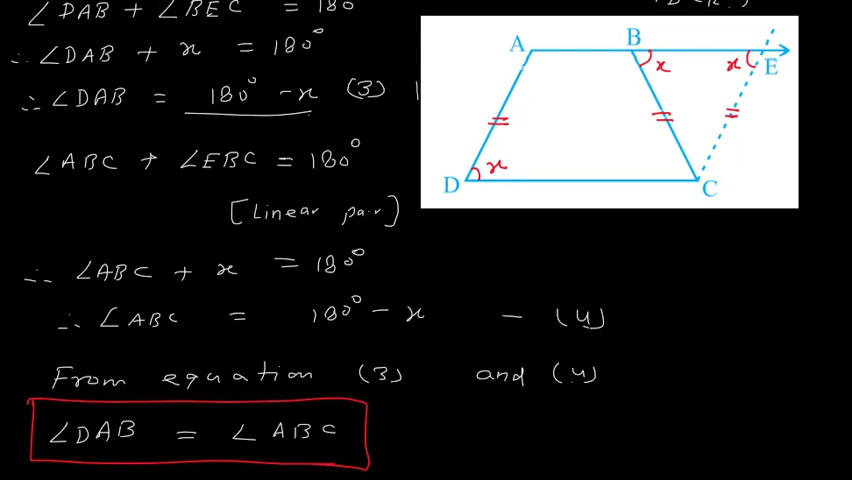 ∠DAB + ∠BEC = 180
∴ ∠DAB + x = 180°
∴ ∠DAB = 180° - x (3)
∠ABC + ∠EBC = 180°
[Linear pair]
∴ ∠ABC + x = 180°
∴ ∠ABC = 180° - x - (4)
From equation (3) and (4)
∠DAB = ∠ABC
A B
x x E
D x C